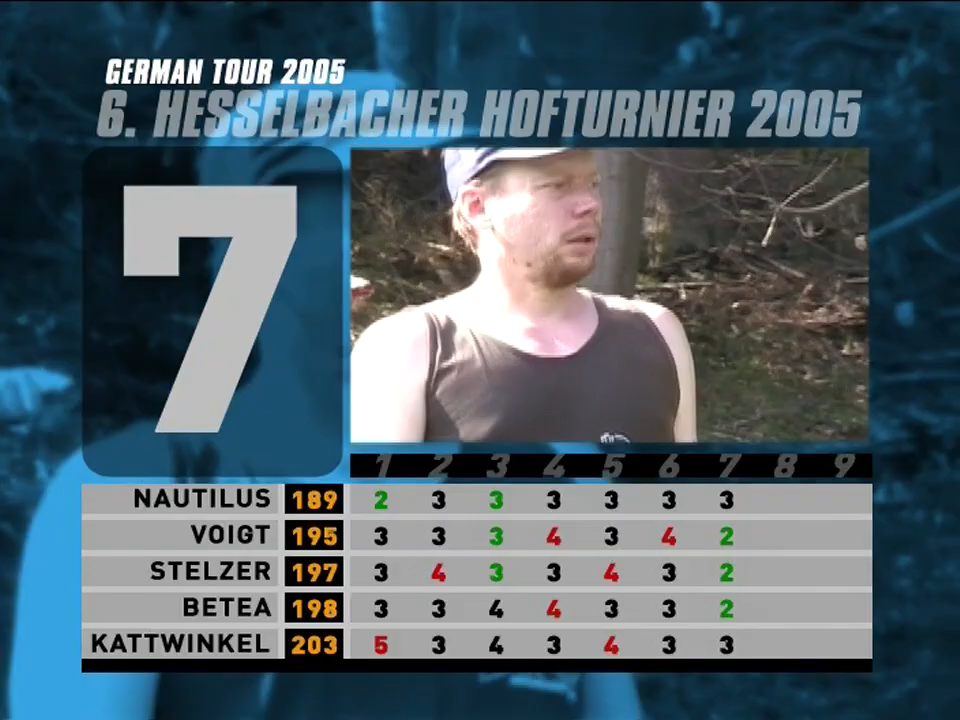 GERMAN TOUR 2005
6. HESSELBACHER HOFTURNIER 2005
7
1 2 3 4 5 6 7 8 9
NAUTILUS 189 2 3 3 3 3 3 3
VOIGT 195 3 3 3 4 3 4 2
STELZER 197 3 4 3 3 4 3 2
BETEA 198 3 3 4 4 3 3 2
KATTWINKEL 203 5 3 4 3 4 3 3